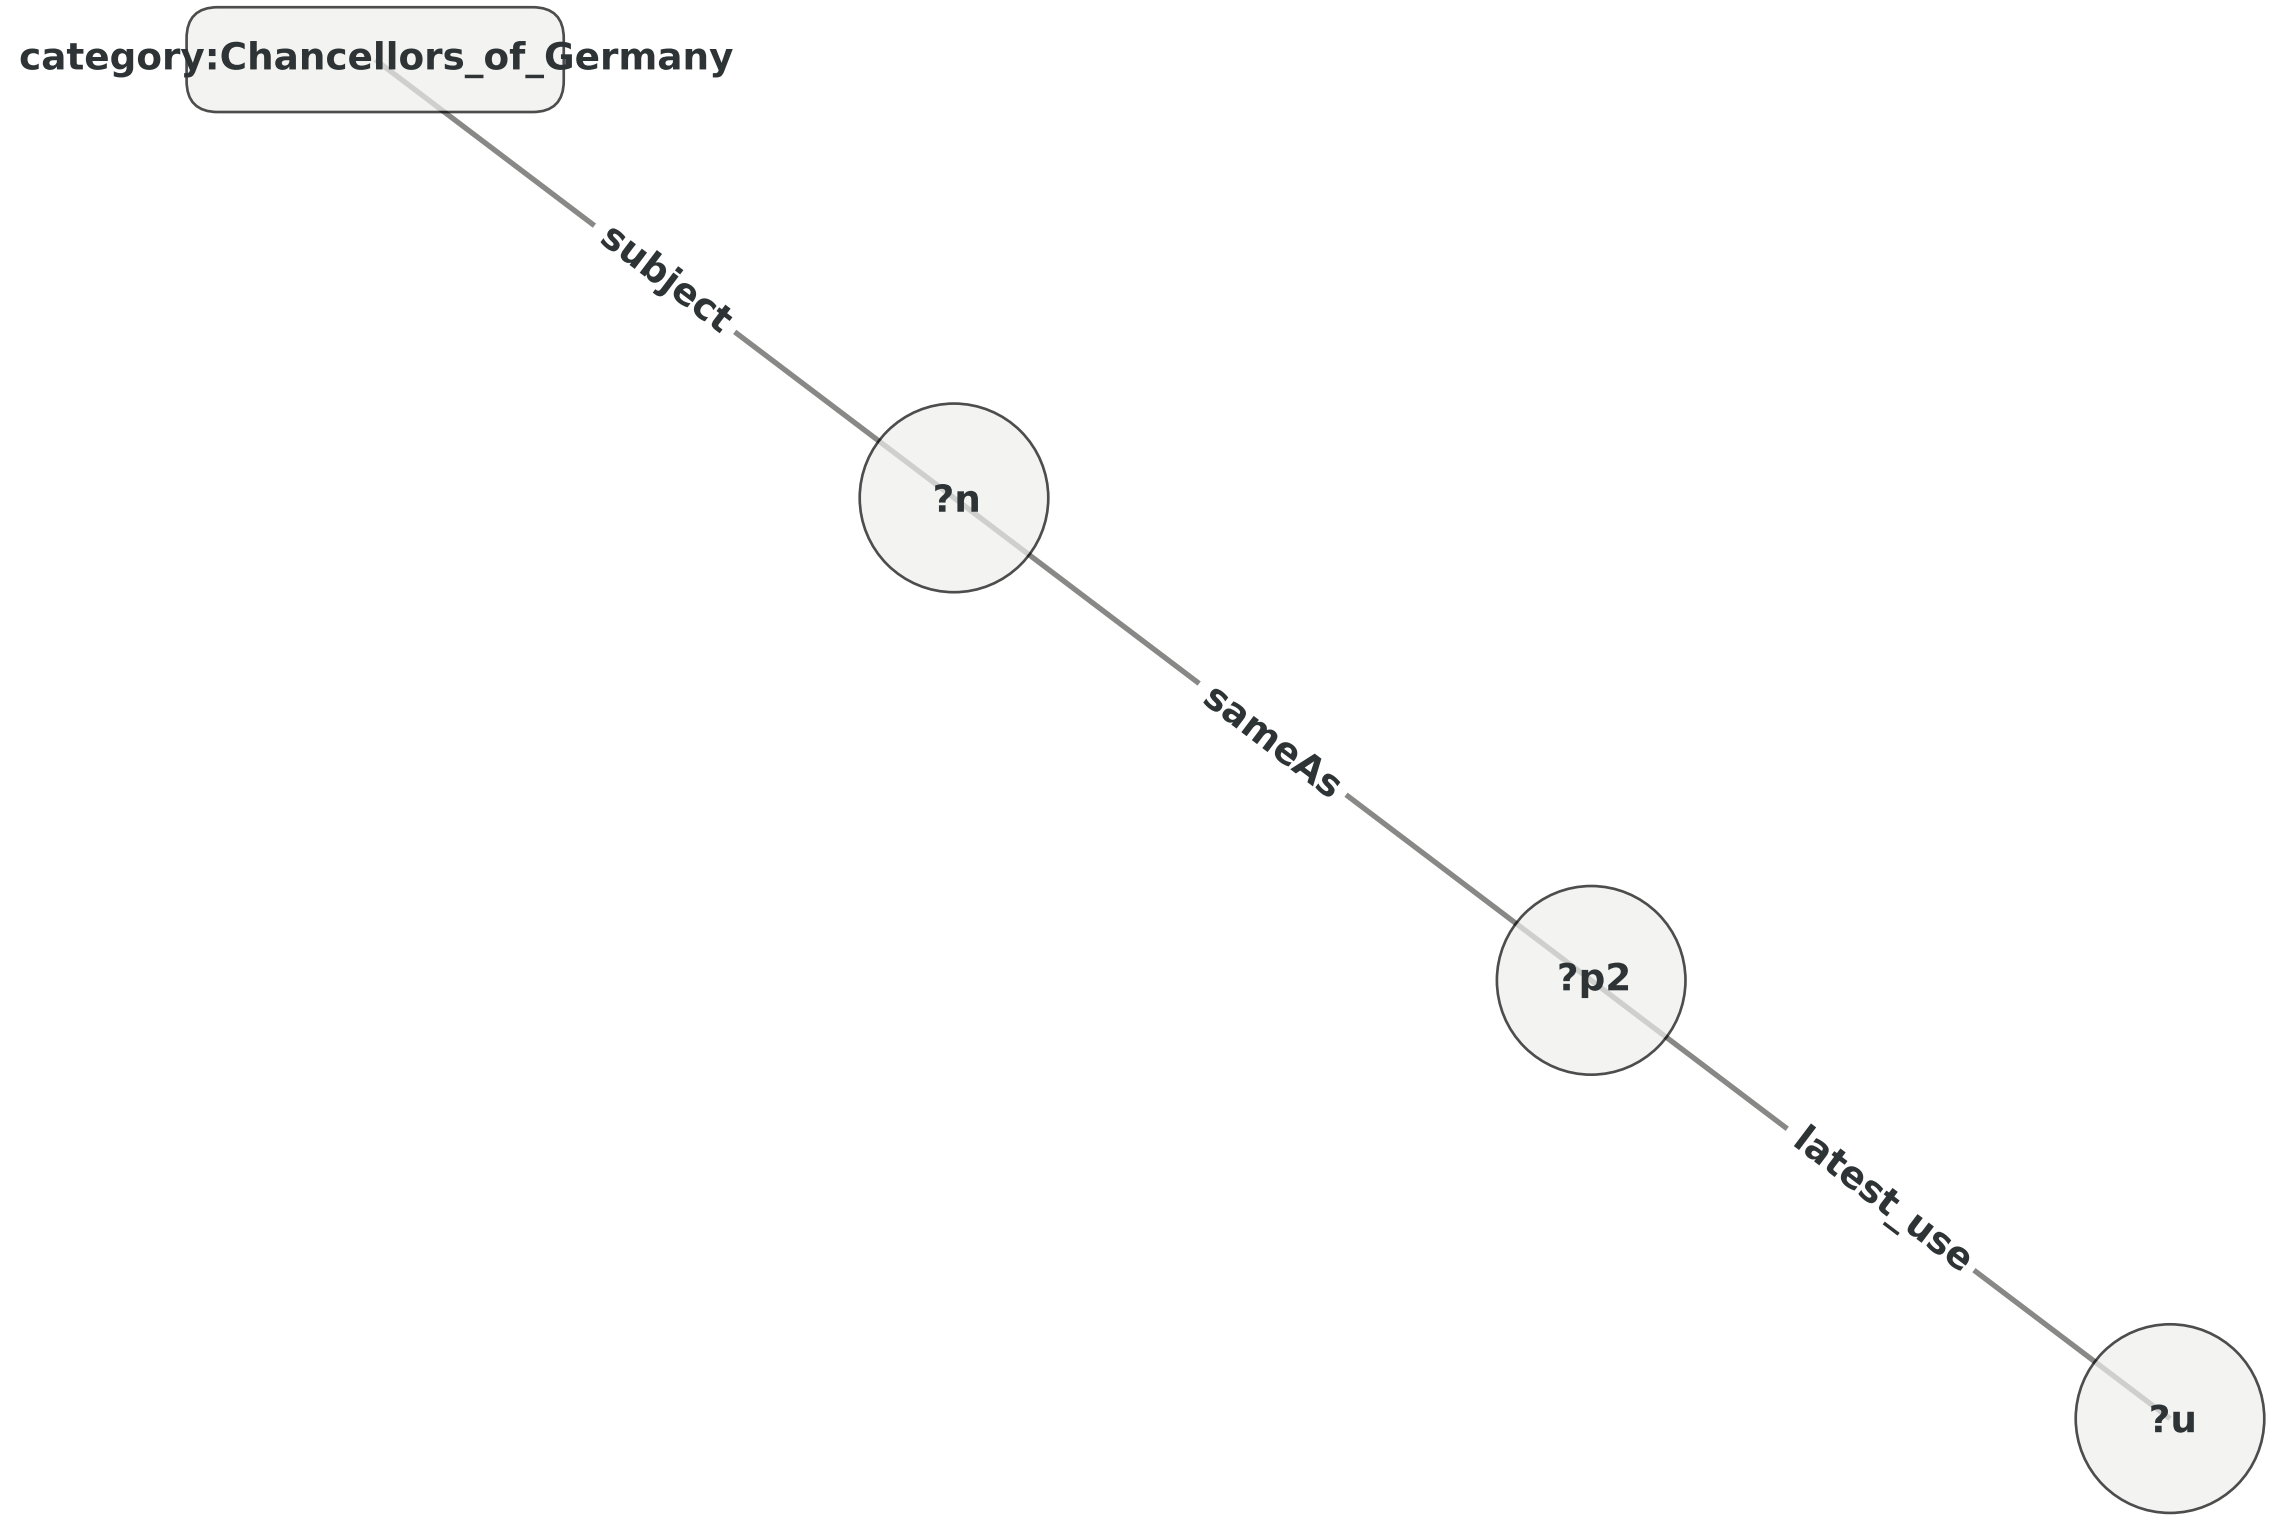 category:Chancellors_of_Germany
subject
?n
sameAs
?p2
latest_use
?u